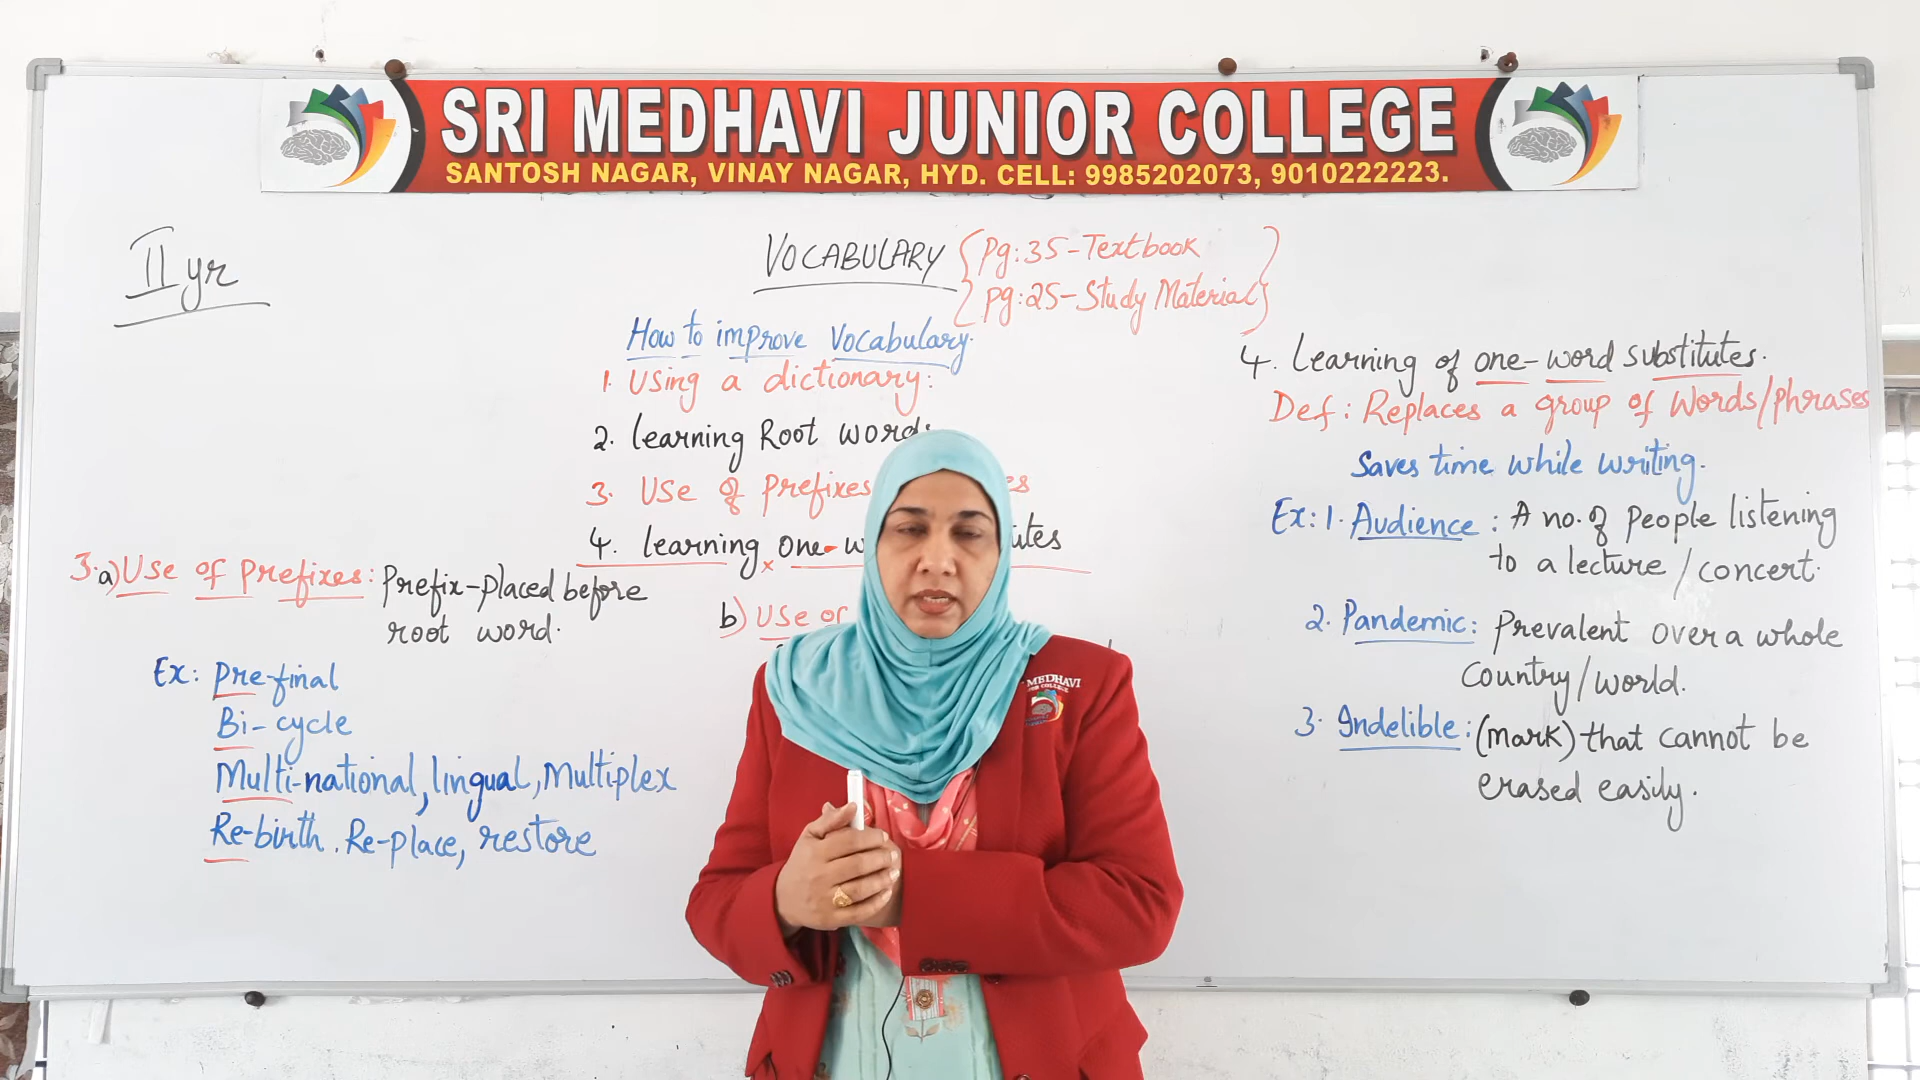 SRI MEDHAVI JUNIOR COLLEGE
SANTOSH NAGAR, VINAY NAGAR, HYD. CELL: 9985202073, 9010222223.
II yr
VOCABULARY
Pg:35-Textbook
Pg:25-Study Material
How to improve Vocabulary.
1. Using a dictionary:
2. learning Root words.
3. Use of prefixes
4. learning one-w
3.a) Use of prefixes: Prefix-placed before
root word.
Ex: Pre-final
Bi-cycle
Multi-national, lingual, Multiplex
Re-birth. Re-place, restore
b) Use of
4. Learning of one-word substitutes.
Def: Replaces a group of words/phrases
Saves time while writing.
Ex: 1. Audience: A no. of people listening
to a lecture/concert.
2. Pandemic: Prevalent over a whole
Country/world.
3. Indelible: (mark) that cannot be
erased easily.
MEDHAVI